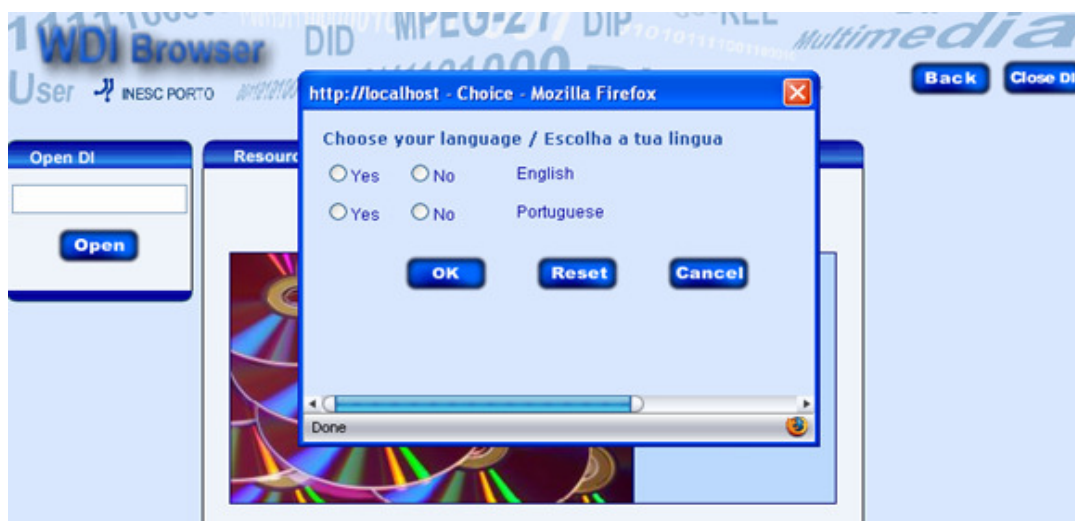 WDI Browser
DID MPEG-21 DIP
Multimedia
User INESC PORTO
Back Close DI
http://localhost - Choice - Mozilla Firefox
Choose your language / Escolha a tua lingua
Yes No English
Yes No Portuguese
OK Reset Cancel
Done
Open DI
Open
Resourc